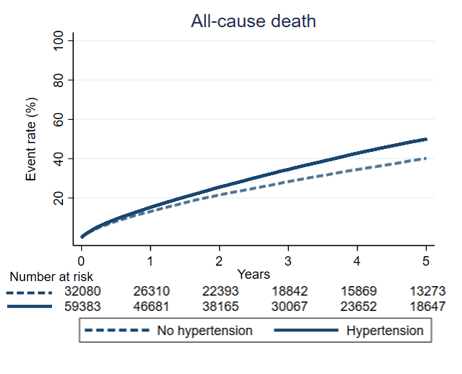 All-cause death
Event rate (%)
100
80
60
40
20
0 1 2 3 4 5
Years
Number at risk
32080 26310 22393 18842 15869 13273
59383 46681 38165 30067 23652 18647
No hypertension Hypertension